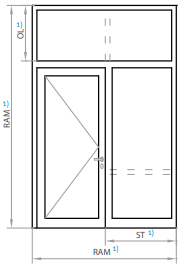 OL 1)
RAM 1)
ST 1)
RAM 1)